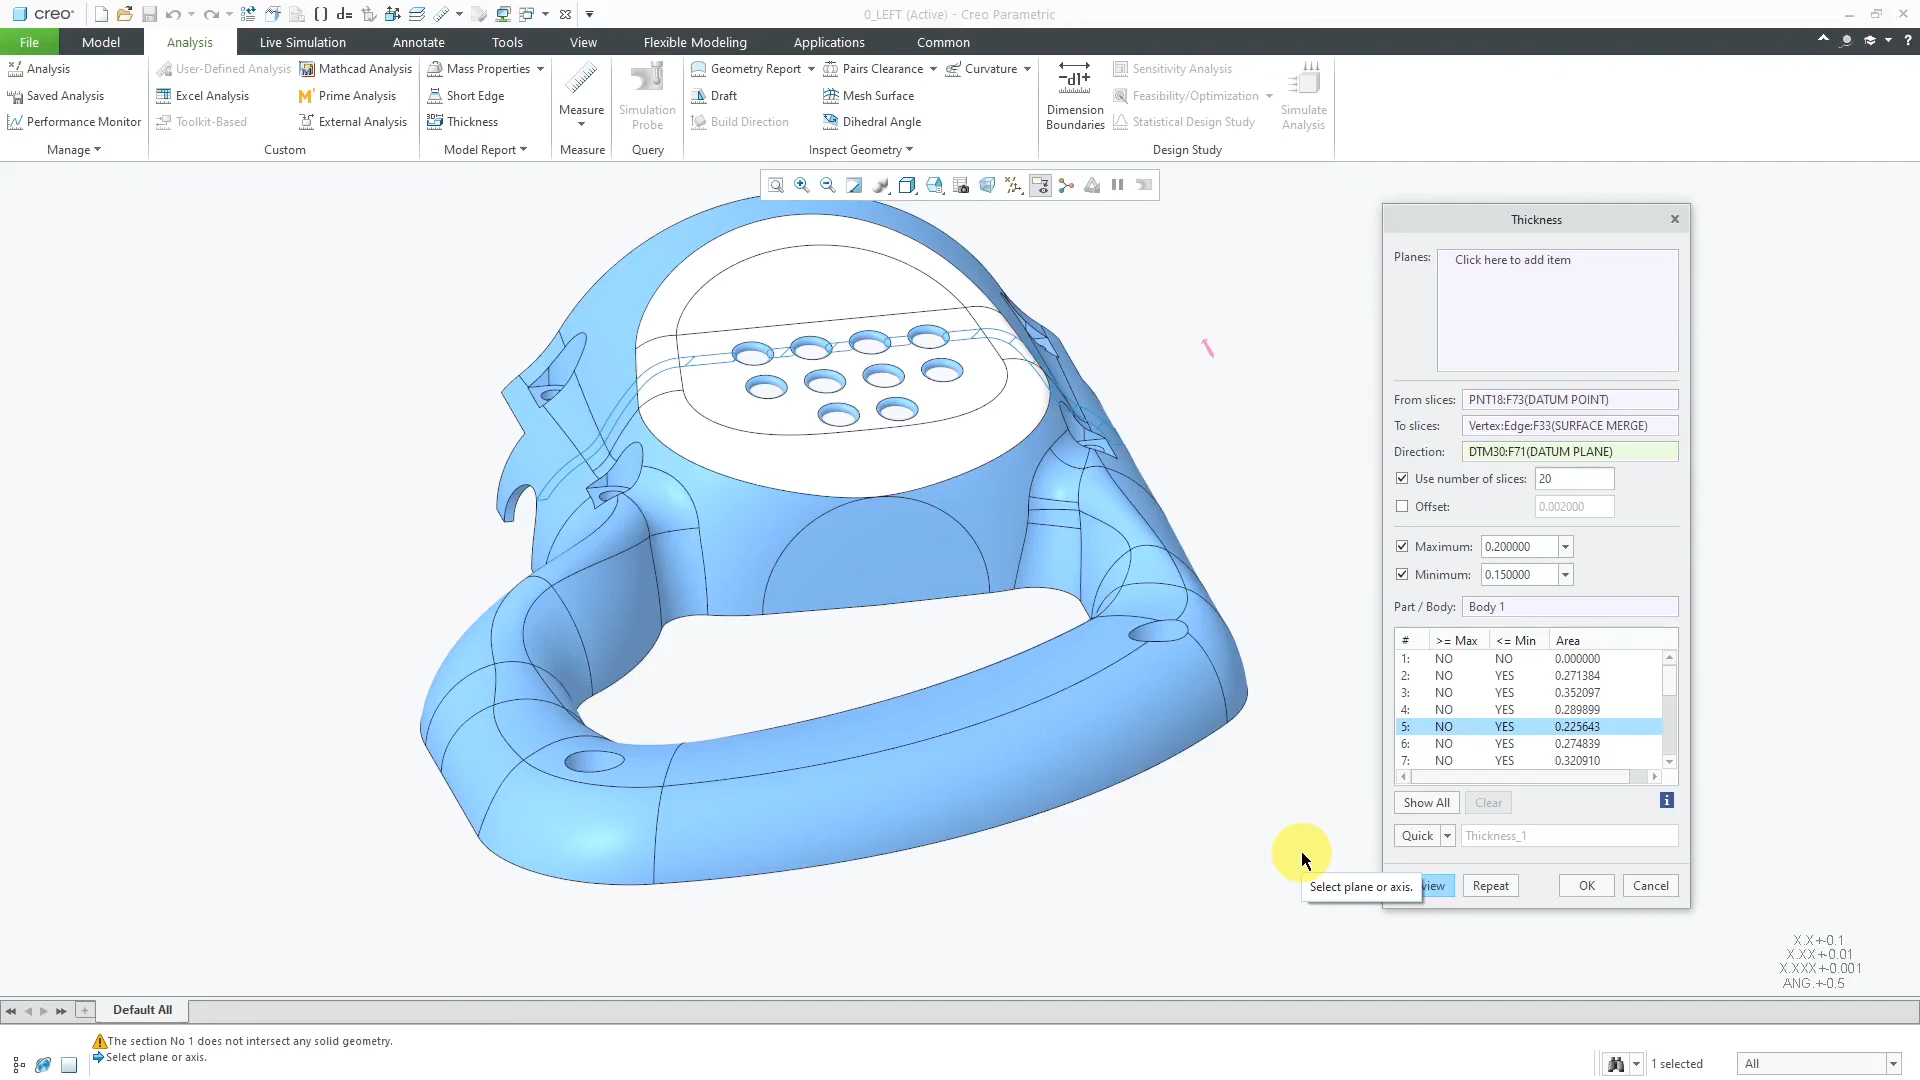 creo°
d=
0_LEFT (Active) - Creo Parametric
File Model Analysis Live Simulation Annotate Tools View Flexible Modeling Applications Common
Analysis User-Defined Analysis Mathcad Analysis Mass Properties Geometry Report Pairs Clearance Curvature Sensitivity Analysis
Saved Analysis Excel Analysis Prime Analysis Short Edge Draft Mesh Surface Feasibility/Optimization
Measure Simulation Probe Dimension Boundaries Simulate Analysis
Performance Monitor Toolkit-Based External Analysis Thickness Build Direction Dihedral Angle Statistical Design Study
Manage Custom Model Report Measure Query Inspect Geometry Design Study
Thickness
Planes: Click here to add item
From slices: PNT18:F73(DATUM POINT)
To slices: Vertex:Edge:F33(SURFACE MERGE)
Direction: DTM30:F71(DATUM PLANE)
Use number of slices: 20
Offset: 0.002000
Maximum: 0.200000
Minimum: 0.150000
Part / Body: Body 1
# >= Max <= Min Area
1: NO NO 0.000000
2: NO YES 0.271384
3: NO YES 0.352097
4: NO YES 0.289899
5: NO YES 0.225643
6: NO YES 0.274839
7: NO YES 0.320910
Show All Clear
Quick Thickness_1
Select plane or axis. view Repeat OK Cancel
X.X+-0.1
X.XX+-0.01
X.XXX+-0.001
ANG.+-0.5
Default All
The section No 1 does not intersect any solid geometry.
Select plane or axis.
1 selected All